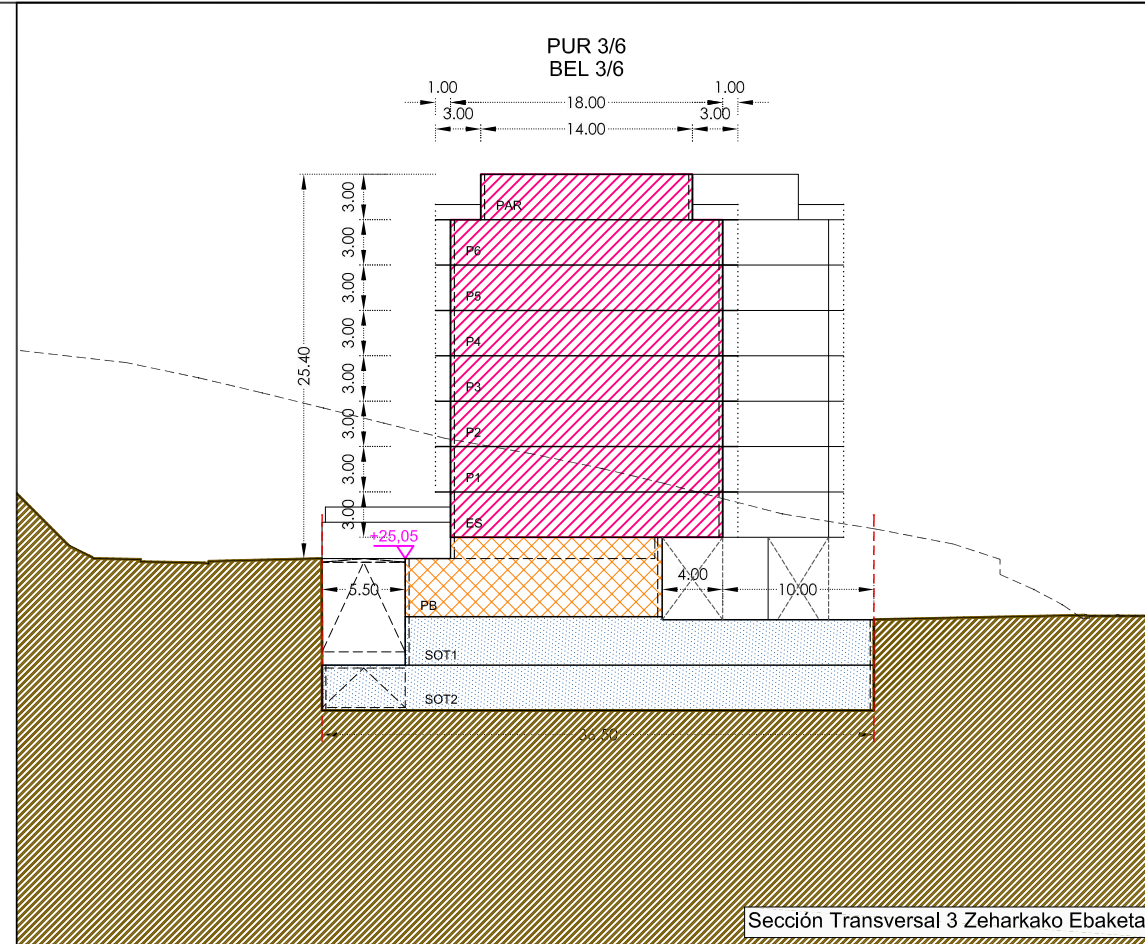 PUR 3/6
BEL 3/6
1.00
18.00
1.00
3.00
14.00
3.00
3.00
PAR
3.00
P6
3.00
P5
3.00
P4
25.40
3.00
P3
3.00
P2
3.00
P1
3.00
ES
+25,05
5.50
4.00
10.00
PB
SOT1
SOT2
36.50
Sección Transversal 3 Zeharkako Ebaketa